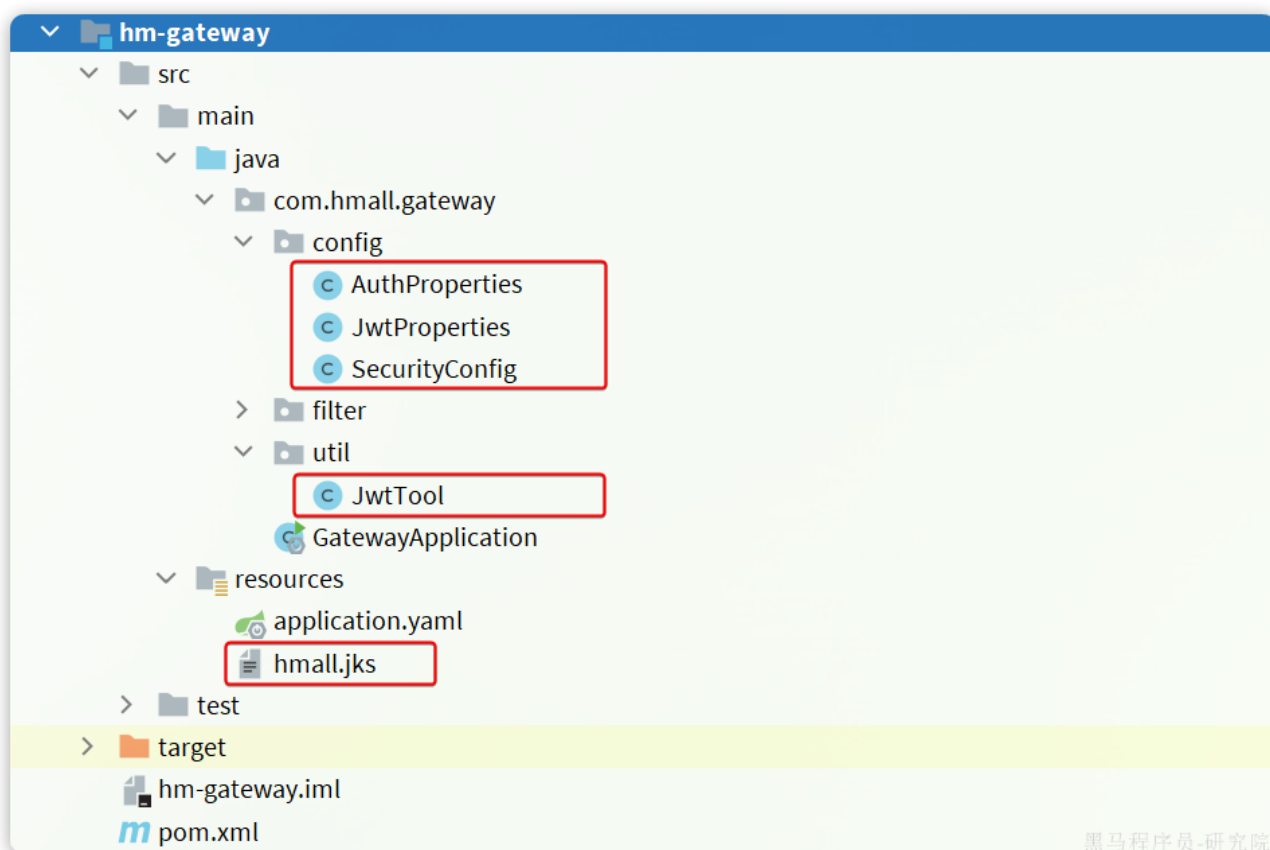 hm-gateway
src
main
java
com.hmall.gateway
config
AuthProperties
JwtProperties
SecurityConfig
filter
util
JwtTool
GatewayApplication
resources
application.yaml
hmall.jks
test
target
hm-gateway.iml
pom.xml
黑马程序员-研究院